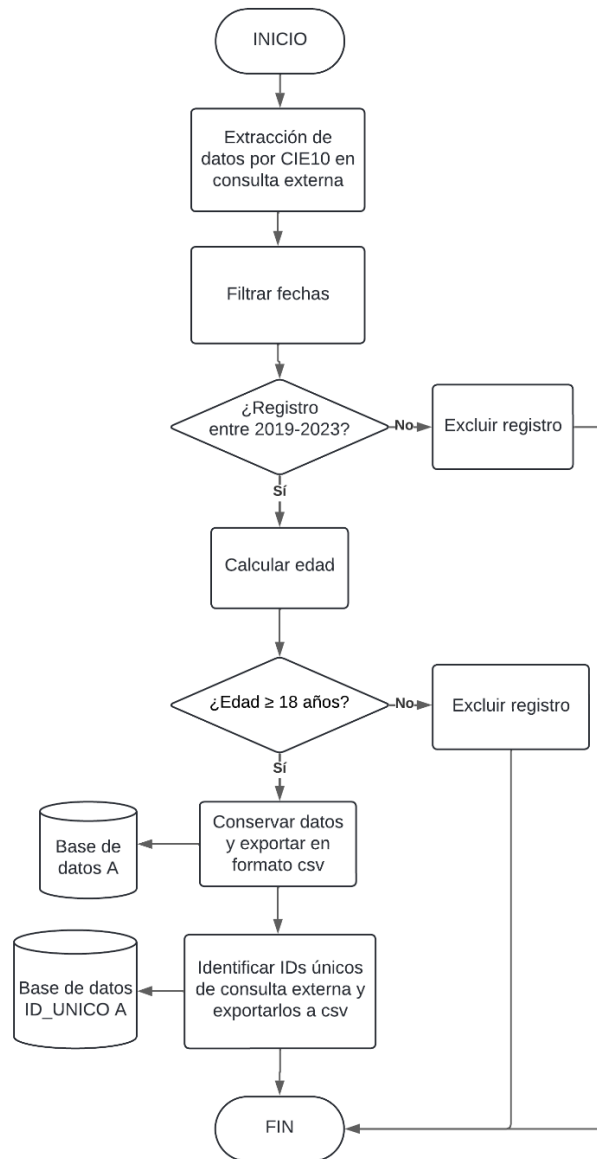 INICIO
Extracción de
datos por CIE10 en
consulta externa
Filtrar fechas
¿Registro
entre 2019-2023?
No
Excluir registro
Sí
Calcular edad
¿Edad ≥ 18 años?
No
Excluir registro
Sí
Conservar datos
y exportar en
formato csv
Base de
datos A
Identificar IDs únicos
de consulta externa y
exportarlos a csv
Base de datos
ID_UNICO A
FIN